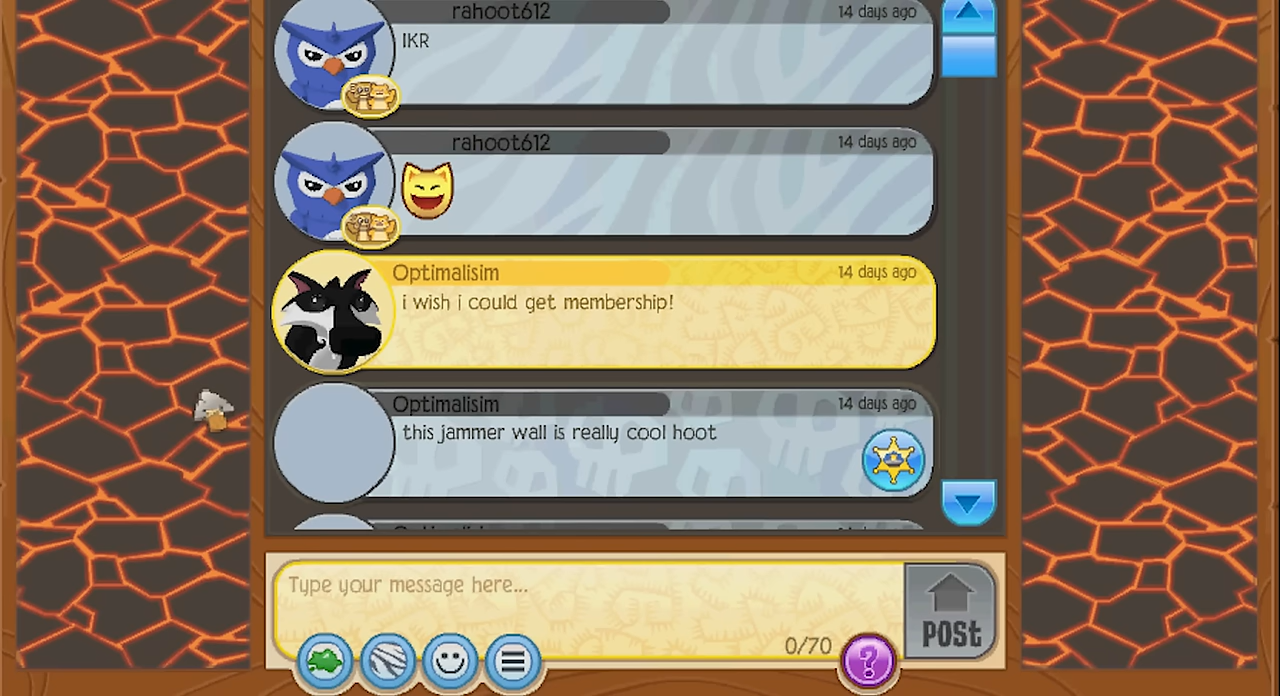 rahoot612 14 days ago
IKR
rahoot612 14 days ago
Optimalisim 14 days ago
i wish i could get membership!
Optimalisim 14 days ago
this jammer wall is really cool hoot
Type your message here...
0/70
?
POST